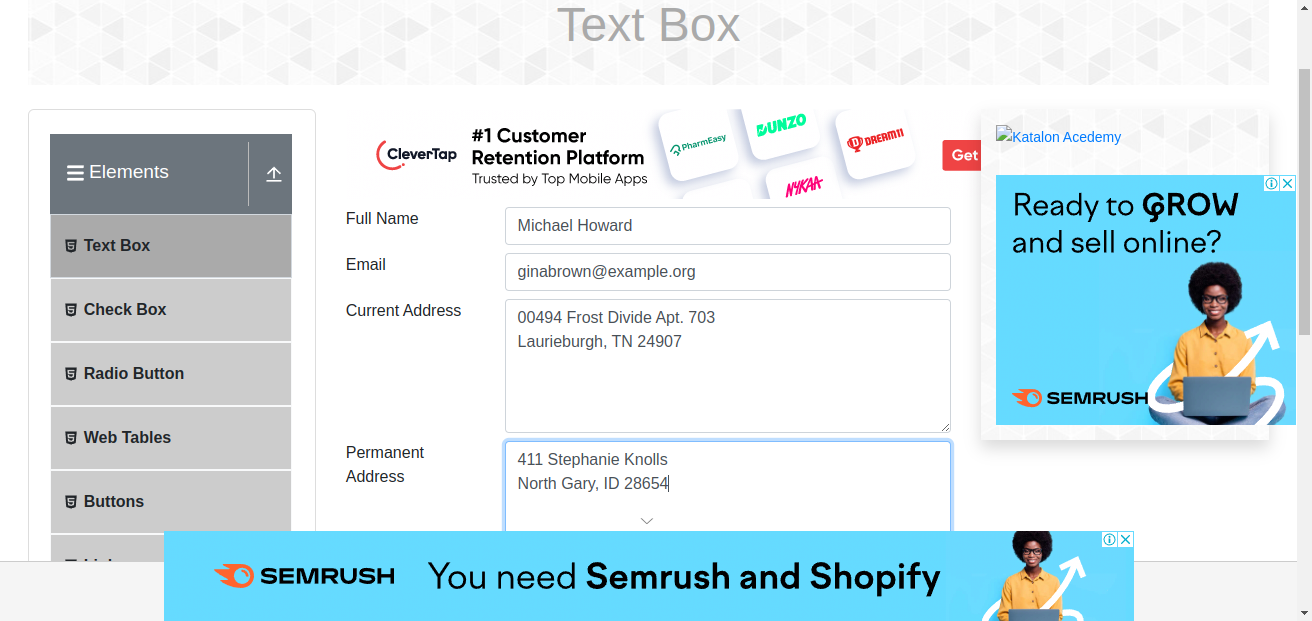 Text Box
Elements
Text Box
Check Box
Radio Button
Web Tables
Buttons
CleverTap
#1 Customer
Retention Platform
Trusted by Top Mobile Apps
PharmEasy
DUNZO
NYKAA
DREAM11
Get
Full Name
Michael Howard
Email
ginabrown@example.org
Current Address
00494 Frost Divide Apt. 703
Laurieburgh, TN 24907
Permanent
Address
411 Stephanie Knolls
North Gary, ID 28654
Katalon Acedemy
Ready to GROW
and sell online?
SEMRUSH
SEMRUSH
You need Semrush and Shopify